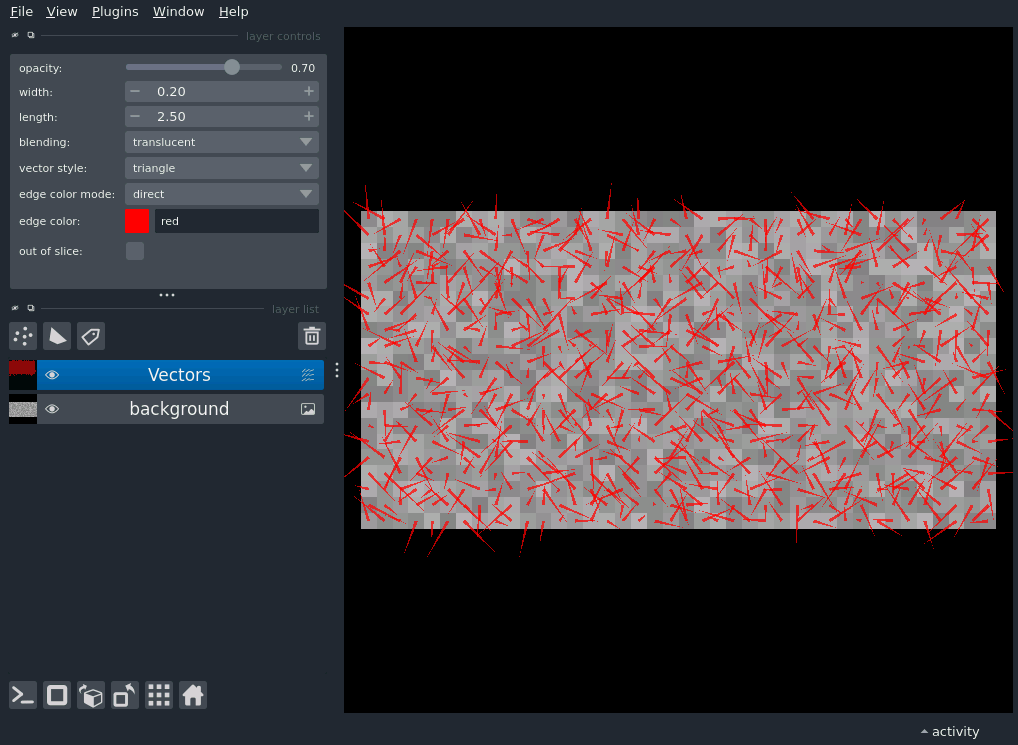 File View Plugins Window Help
layer controls
opacity: 0.70
width: 0.20
length: 2.50
blending: translucent
vector style: triangle
edge color mode: direct
edge color: red
out of slice:
layer list
Vectors
background
activity